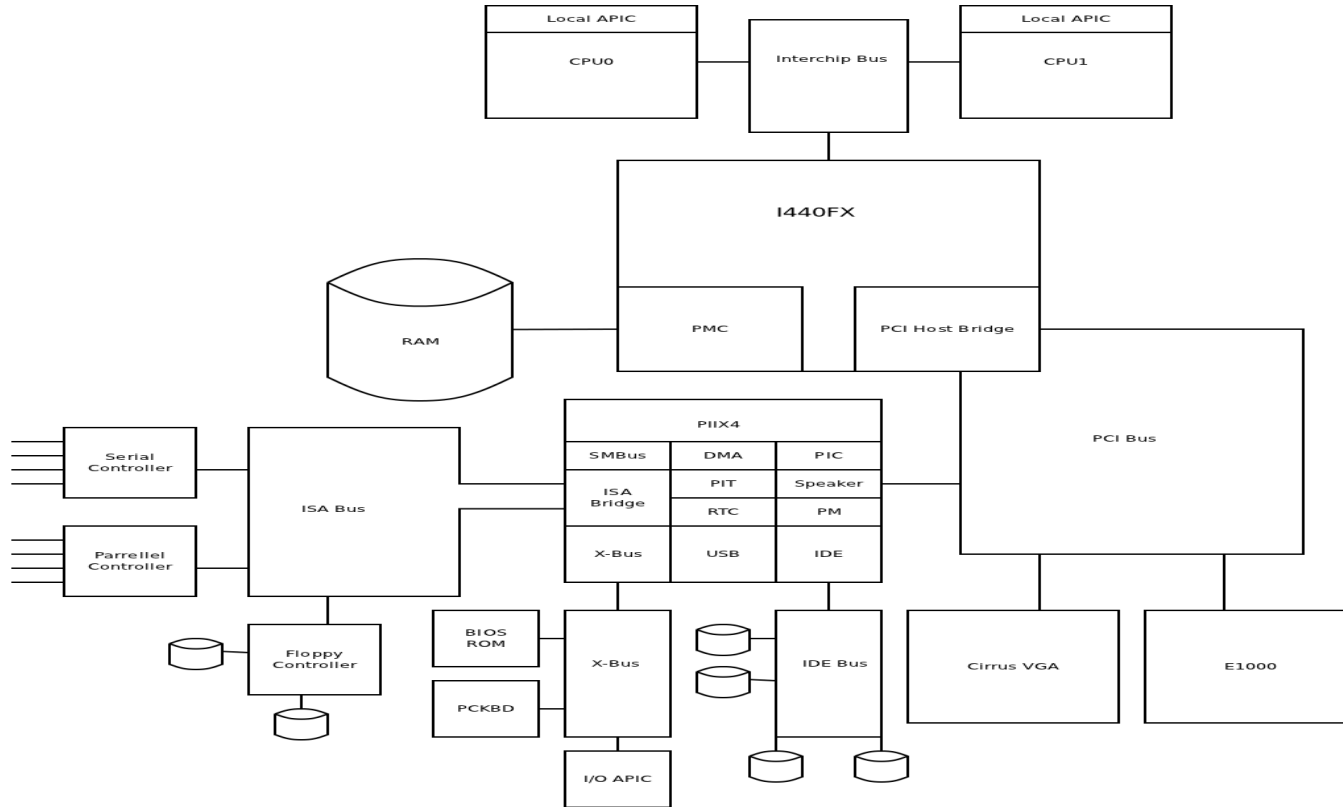 Local APIC
CPU0
Interchip Bus
Local APIC
CPU1
I440FX
PMC
PCI Host Bridge
RAM
PCI Bus
PIIX4
SMBus
DMA
PIC
ISA
Bridge
PIT
Speaker
RTC
PM
X-Bus
USB
IDE
Serial
Controller
ISA Bus
Parrellel
Controller
Floppy
Controller
BIOS
ROM
X-Bus
PCKBD
I/O APIC
IDE Bus
Cirrus VGA
E1000